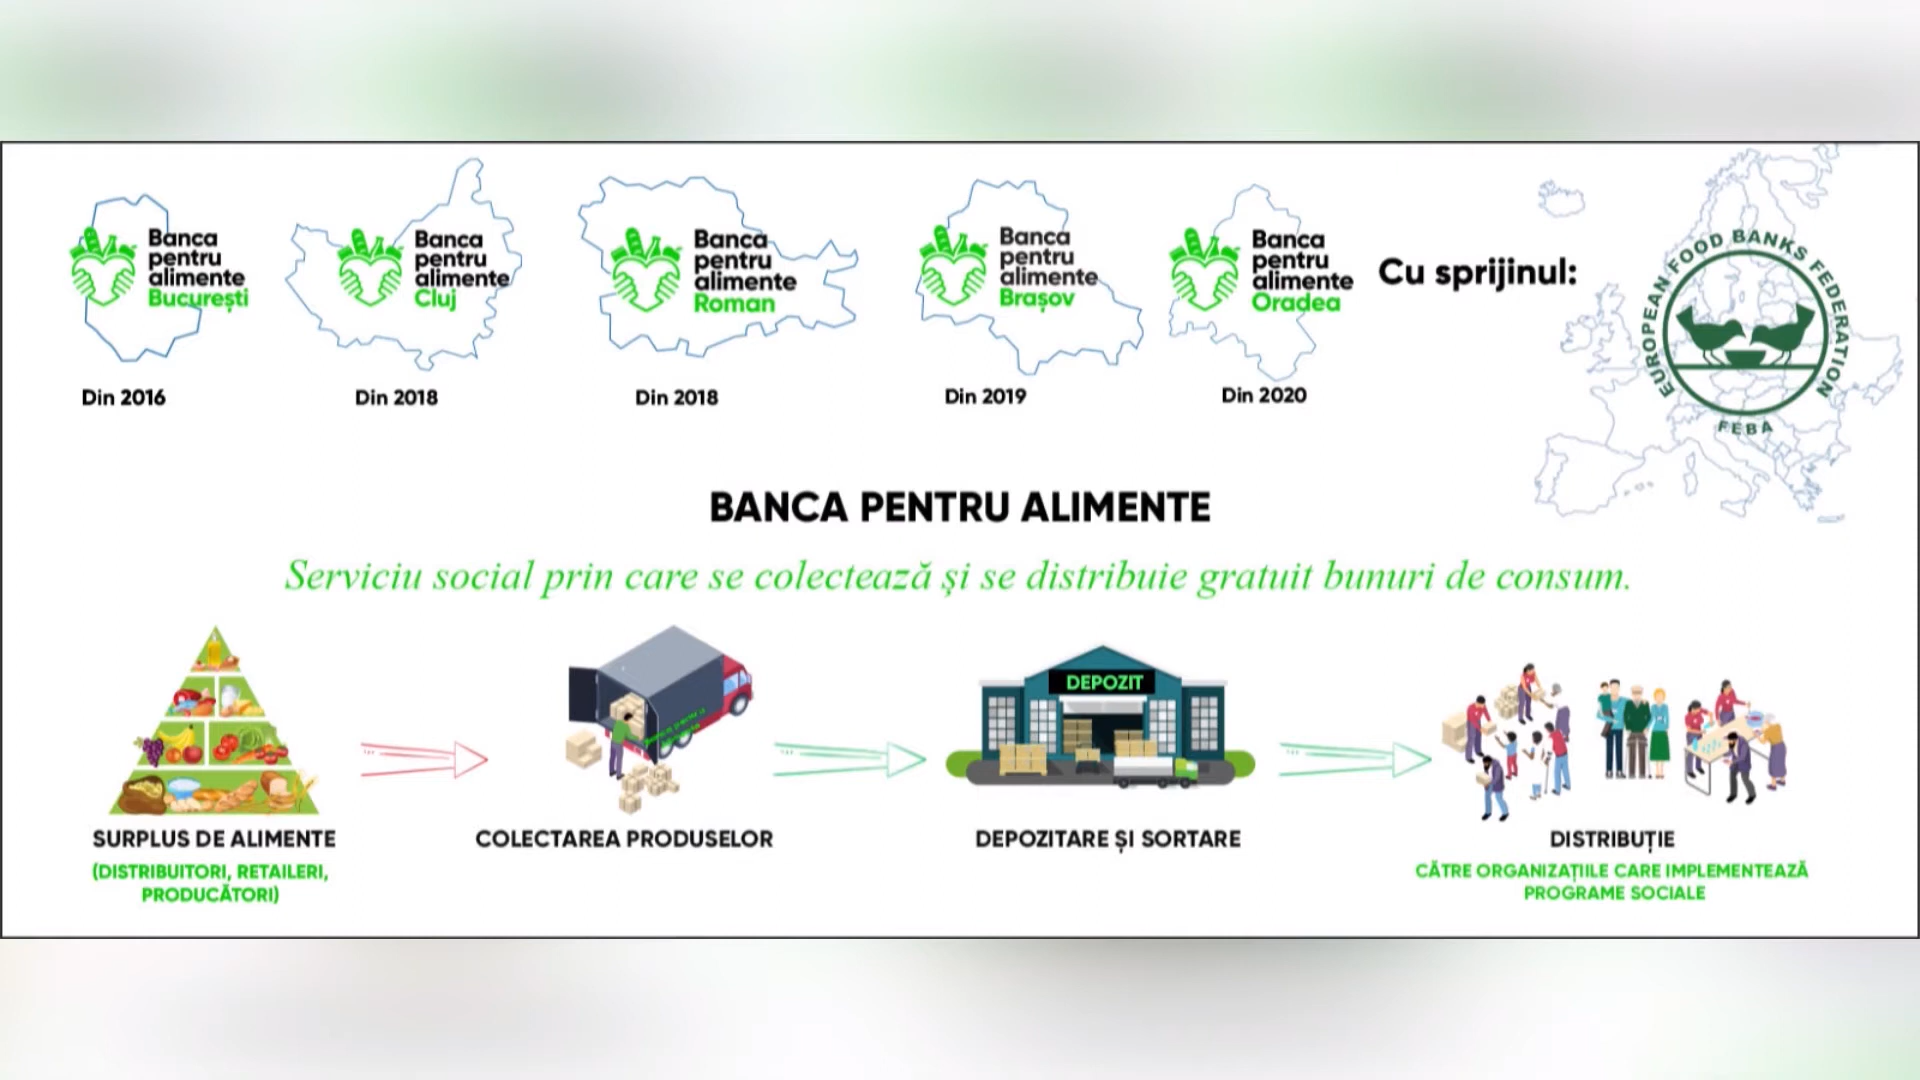 Banca
pentru
alimente
București
Din 2016
Banca
pentru
alimente
Cluj
Din 2018
Banca
pentru
alimente
Roman
Din 2018
Banca
pentru
alimente
Brașov
Din 2019
Banca
pentru
alimente
Oradea
Din 2020
Cu sprijinul:
EUROPEAN FOOD BANKS FEDERATION
FEBA
BANCA PENTRU ALIMENTE
Serviciu social prin care se colectează și se distribuie gratuit bunuri de consum.
DEPOZIT
SURPLUS DE ALIMENTE
(DISTRIBUITORI, RETAILERI,
PRODUCĂTORI)
COLECTAREA PRODUSELOR
DEPOZITARE ȘI SORTARE
DISTRIBUȚIE
CĂTRE ORGANIZAȚIILE CARE IMPLEMENTEAZĂ
PROGRAME SOCIALE